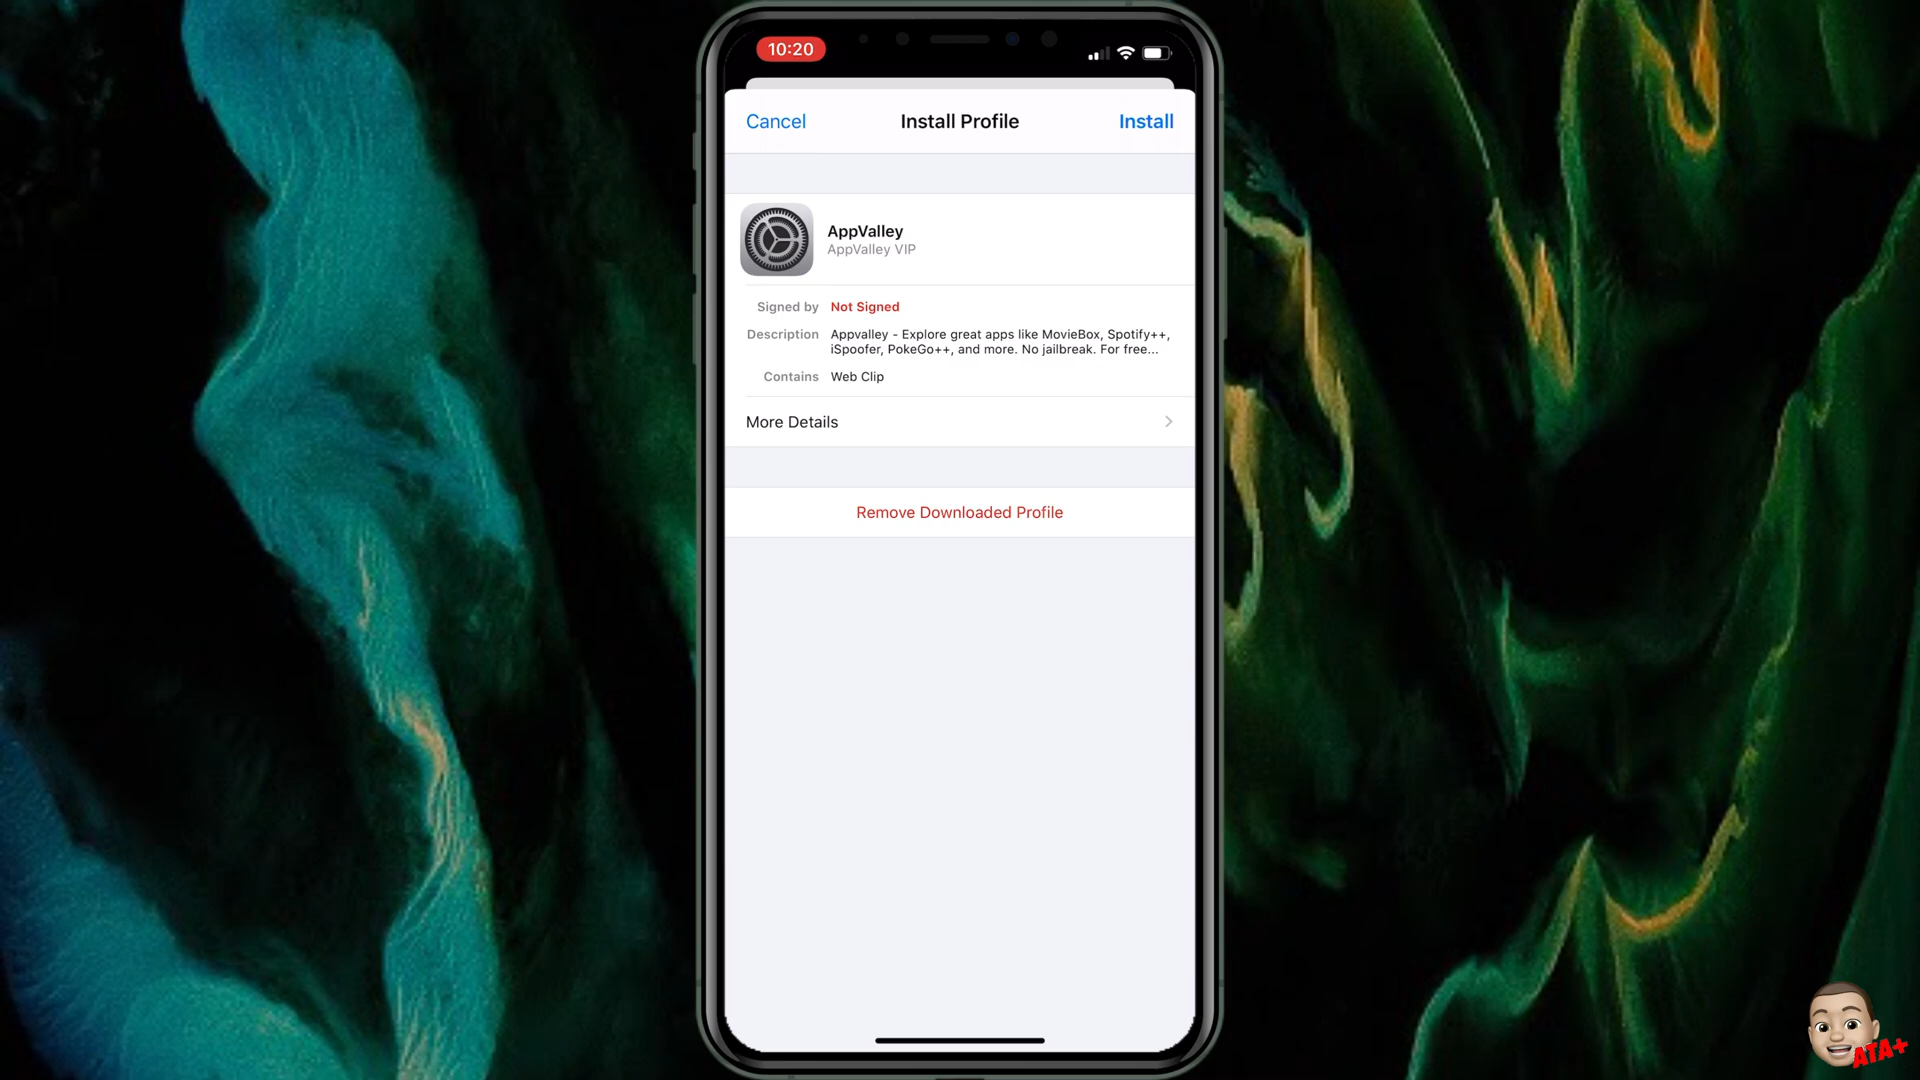 10:20
Cancel
Install Profile
Install
AppValley
AppValley VIP
Signed by Not Signed
Description Appvalley - Explore great apps like MovieBox, Spotify++,
iSpoofer, PokeGo++, and more. No jailbreak. For free...
Contains Web Clip
More Details
Remove Downloaded Profile
ATA+